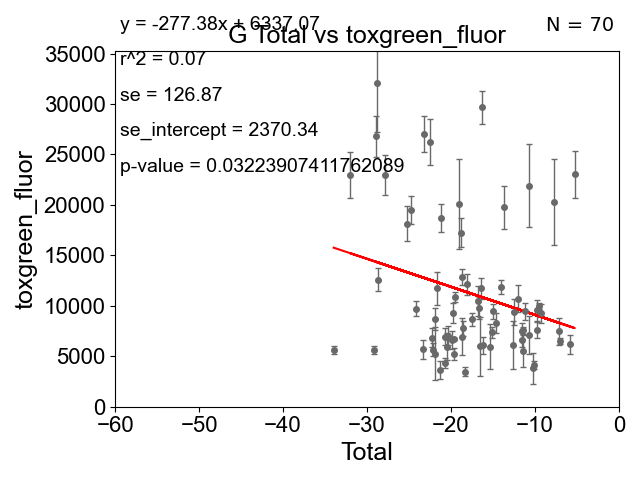 y = -277.38x + 6337.07
N = 70
G Total vs toxgreen_fluor
r^2 = 0.07
se = 126.87
se_intercept = 2370.34
p-value = 0.03223907411762089
toxgreen_fluor
35000
30000
25000
20000
15000
10000
5000
0
−60
−50
−40
−30
−20
−10
0
Total